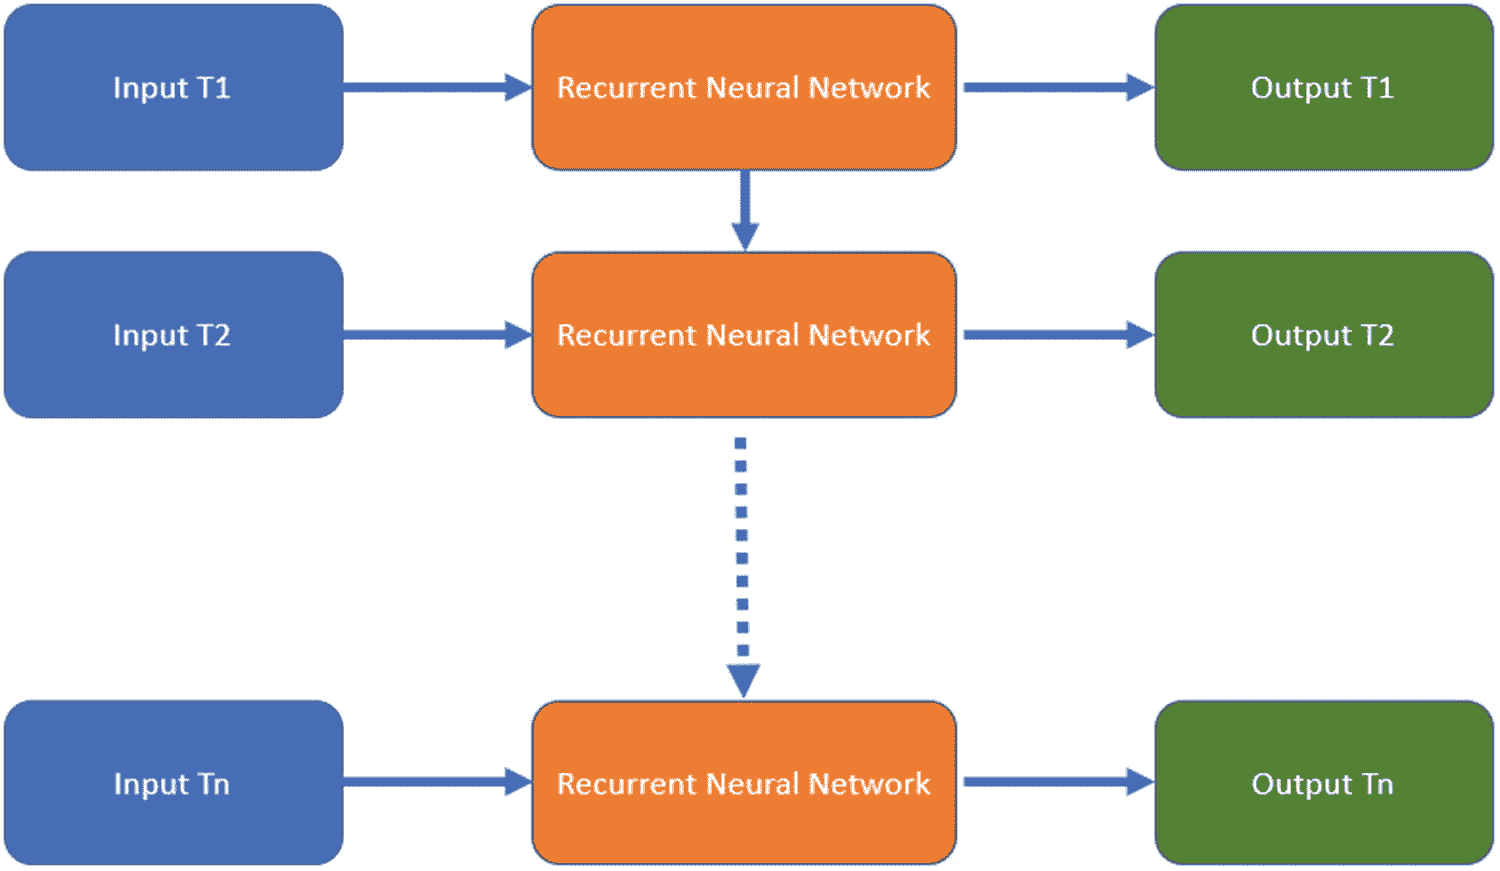 Input T1
Recurrent Neural Network
Output T1
Input T2
Recurrent Neural Network
Output T2
Input Tn
Recurrent Neural Network
Output Tn